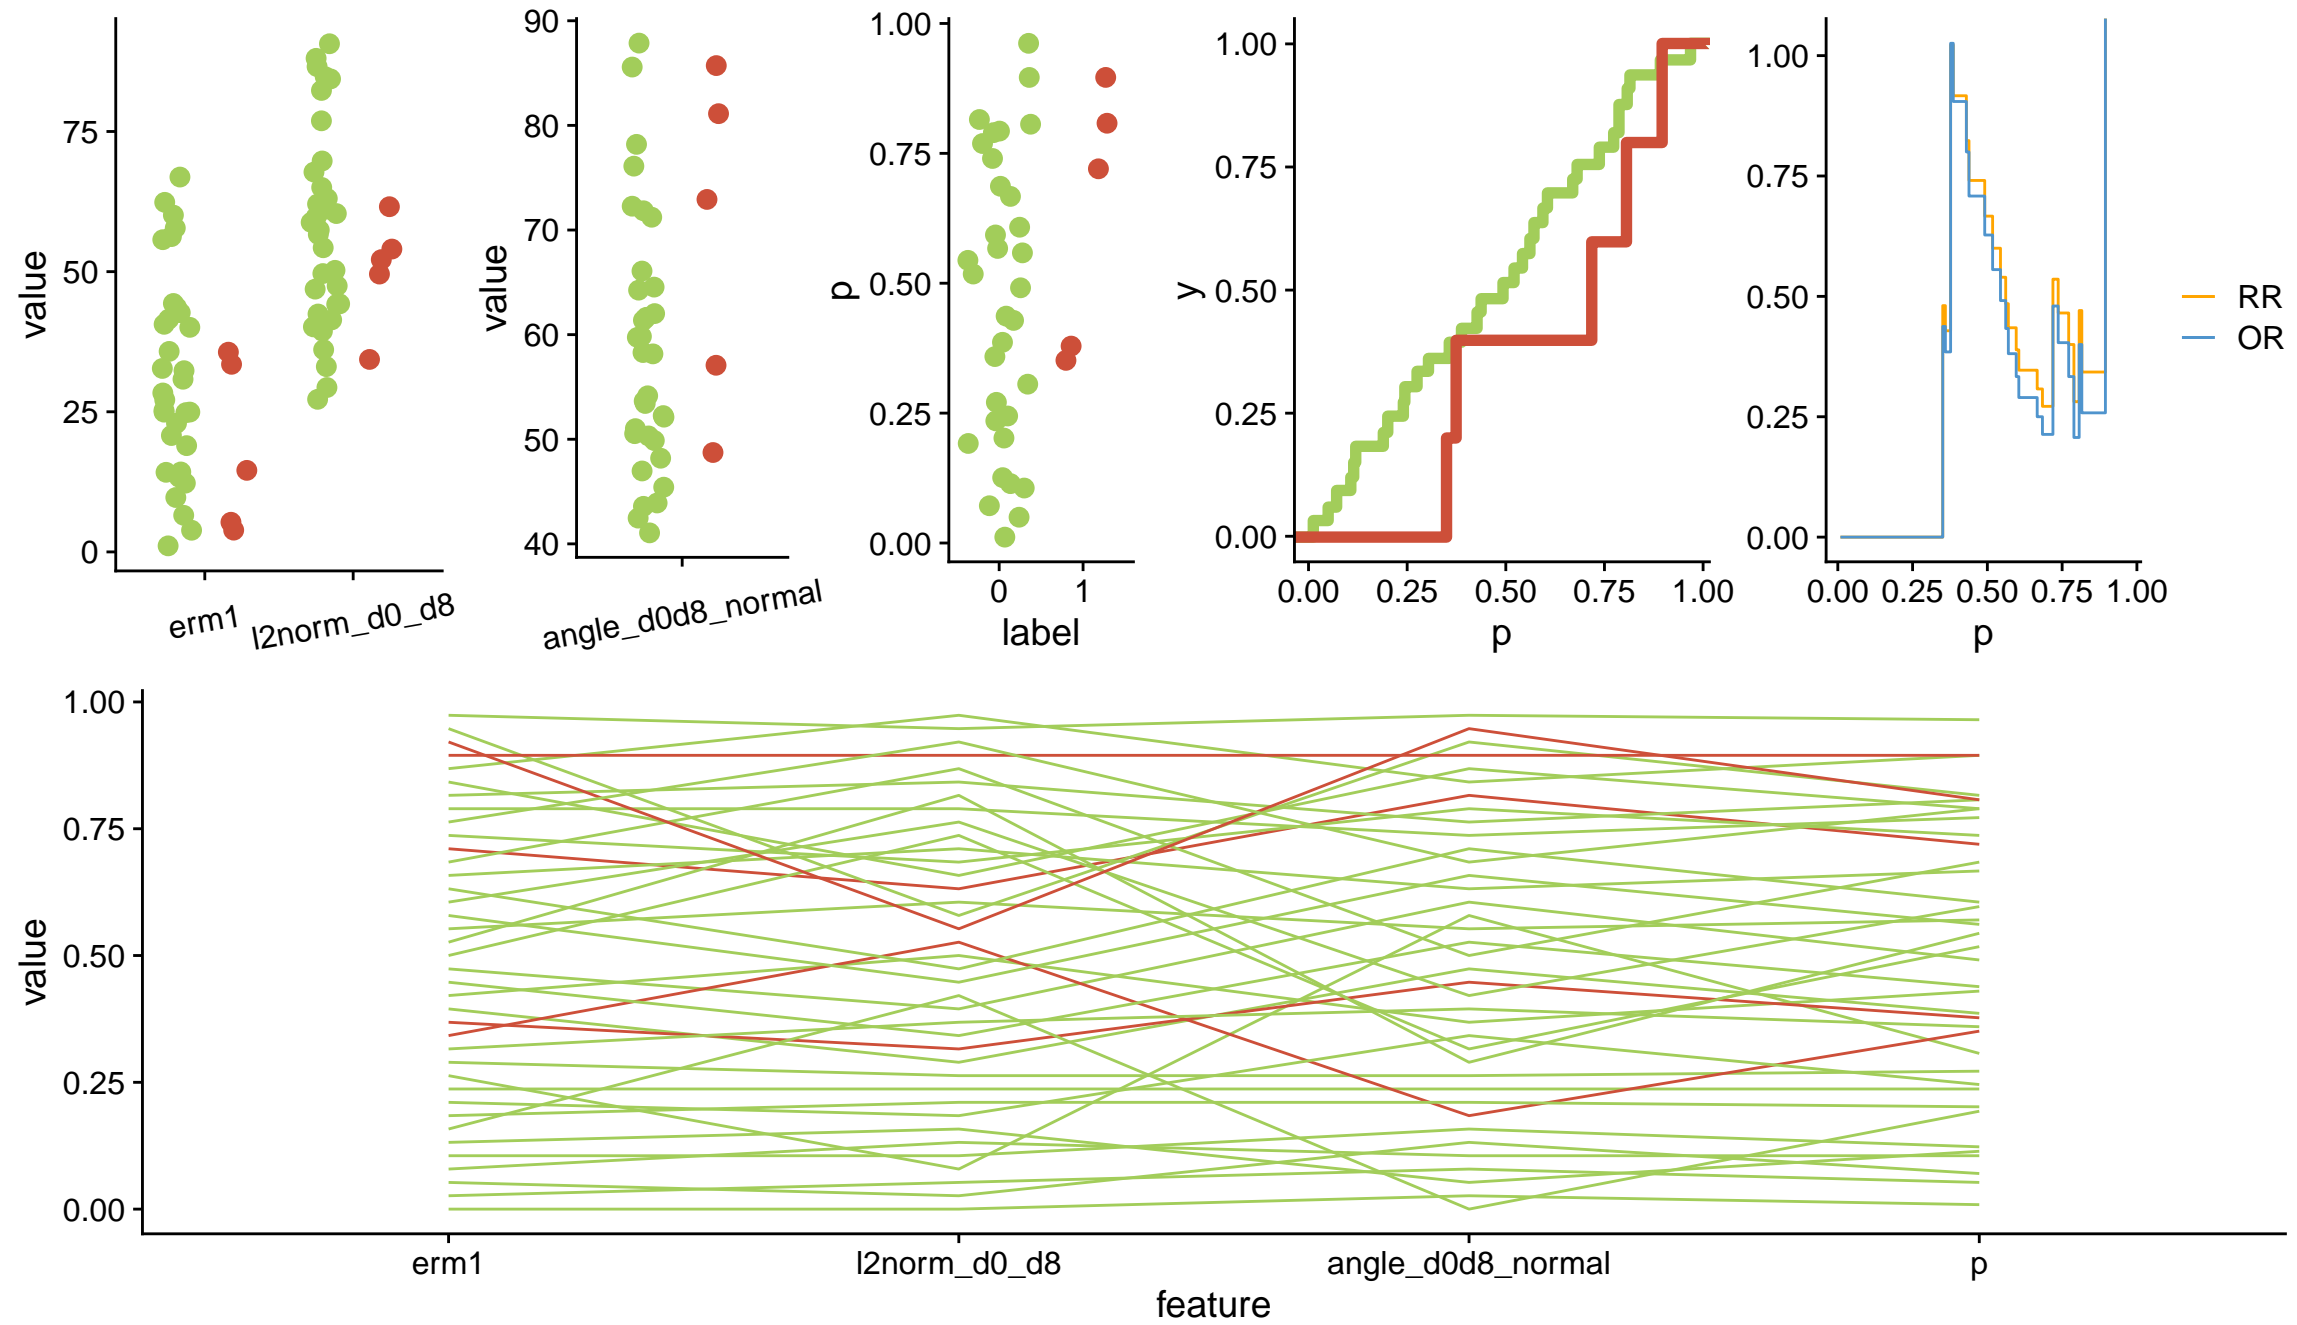 value
75
50
25
0
erm1
l2norm_d0_d8
value
90
80
70
60
50
40
angle_d0d8_normal
p
1.00
0.75
0.50
0.25
0.00
0 1
label
y
1.00
0.75
0.50
0.25
0.00
0.00 0.25 0.50 0.75 1.00
p
1.00
0.75
0.50
0.25
0.00
0.00 0.25 0.50 0.75 1.00
p
RR
OR
value
1.00
0.75
0.50
0.25
0.00
erm1 l2norm_d0_d8 angle_d0d8_normal p
feature